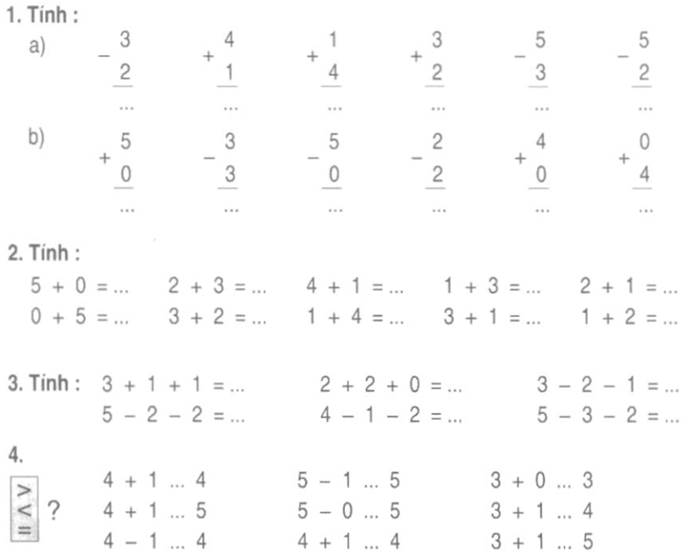 1. Tính :
a) − 3 + 4 + 1 + 3 − 5 − 5
2 1 4 2 3 2
... ... ... ... ... ...
b) + 5 − 3 − 5 − 2 + 4 + 0
0 3 0 2 0 4
... ... ... ... ... ...
2. Tính :
5 + 0 = ... 2 + 3 = ... 4 + 1 = ... 1 + 3 = ... 2 + 1 = ...
0 + 5 = ... 3 + 2 = ... 1 + 4 = ... 3 + 1 = ... 1 + 2 = ...
3. Tính : 3 + 1 + 1 = ... 2 + 2 + 0 = ... 3 − 2 − 1 = ...
5 − 2 − 2 = ... 4 − 1 − 2 = ... 5 − 3 − 2 = ...
4.
> 4 + 1 ... 4 5 − 1 ... 5 3 + 0 ... 3
< ? 4 + 1 ... 5 5 − 0 ... 5 3 + 1 ... 4
= 4 − 1 ... 4 4 + 1 ... 4 3 + 1 ... 5